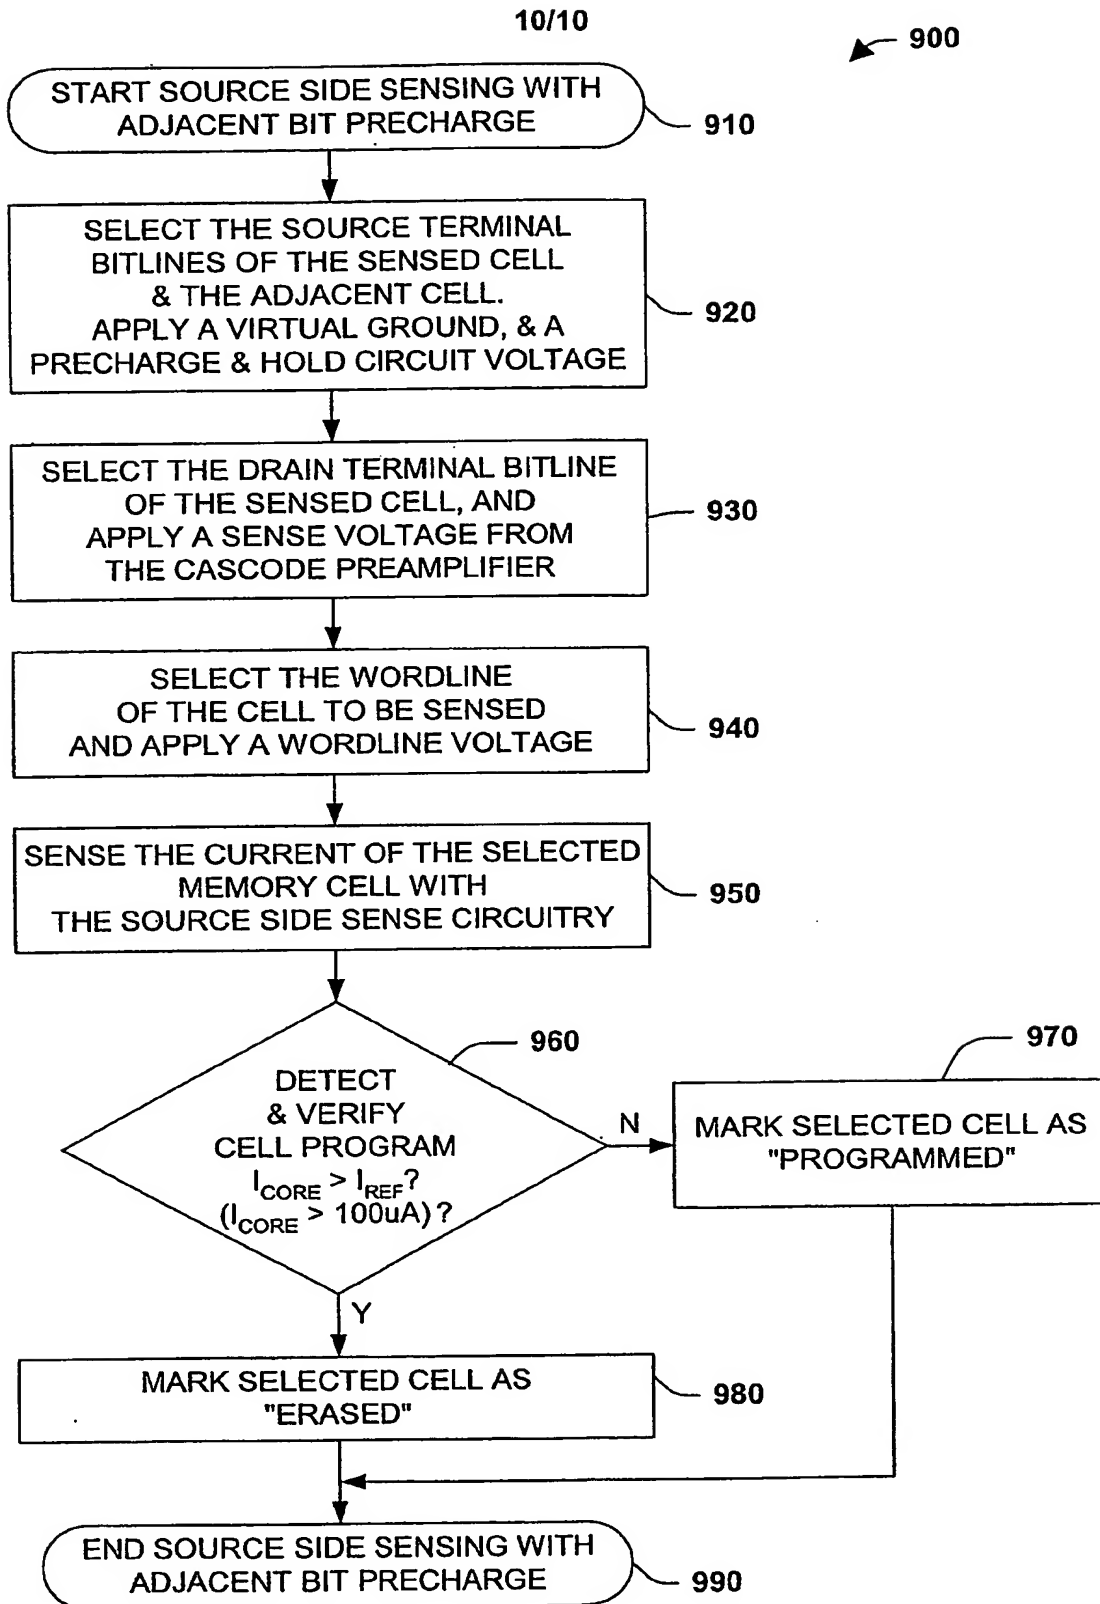 10/10
900
START SOURCE SIDE SENSING WITH
ADJACENT BIT PRECHARGE
910
SELECT THE SOURCE TERMINAL
BITLINES OF THE SENSED CELL
& THE ADJACENT CELL.
APPLY A VIRTUAL GROUND, & A
PRECHARGE & HOLD CIRCUIT VOLTAGE
920
SELECT THE DRAIN TERMINAL BITLINE
OF THE SENSED CELL, AND
APPLY A SENSE VOLTAGE FROM
THE CASCODE PREAMPLIFIER
930
SELECT THE WORDLINE
OF THE CELL TO BE SENSED
AND APPLY A WORDLINE VOLTAGE
940
SENSE THE CURRENT OF THE SELECTED
MEMORY CELL WITH
THE SOURCE SIDE SENSE CIRCUITRY
950
DETECT
& VERIFY
CELL PROGRAM
I_CORE > I_REF?
(I_CORE > 100uA) ?
960
N
970
MARK SELECTED CELL AS
"PROGRAMMED"
Y
MARK SELECTED CELL AS
"ERASED"
980
END SOURCE SIDE SENSING WITH
ADJACENT BIT PRECHARGE
990